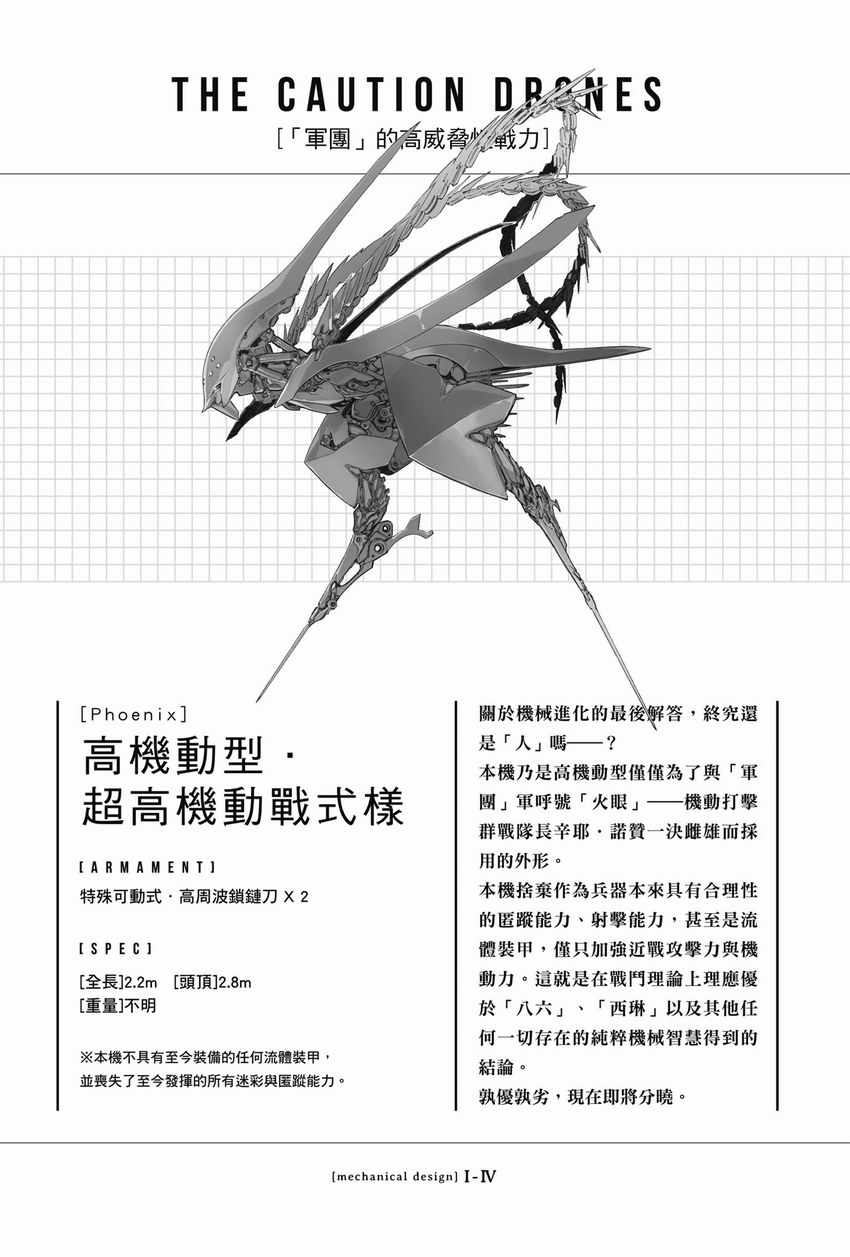 THE CAUTION DRONES
[「軍團」的高威脅性戰力]
[Phoenix]
高機動型・
超高機動戰式樣
[ARMAMENT]
特殊可動式・高周波鎖鏈刀 X 2
[SPEC]
[全長]2.2m　[頭頂]2.8m
[重量]不明
※本機不具有至今裝備的任何流體裝甲，
並喪失了至今發揮的所有迷彩與匿蹤能力。
關於機械進化的最後解答，終究還
是「人」嗎——？
本機乃是高機動型僅僅為了與「軍
團」軍呼號「火眼」——機動打擊
群戰隊長辛耶・諾贊一決雌雄而採
用的外形。
本機捨棄作為兵器本來具有合理性
的匿蹤能力、射擊能力，甚至是流
體裝甲，僅只加強近戰攻擊力與機
動力。這就是在戰鬥理論上理應優
於「八六」、「西琳」以及其他任
何一切存在的純粹機械智慧得到的
結論。
孰優孰劣，現在即將分曉。
[mechanical design] I-IV